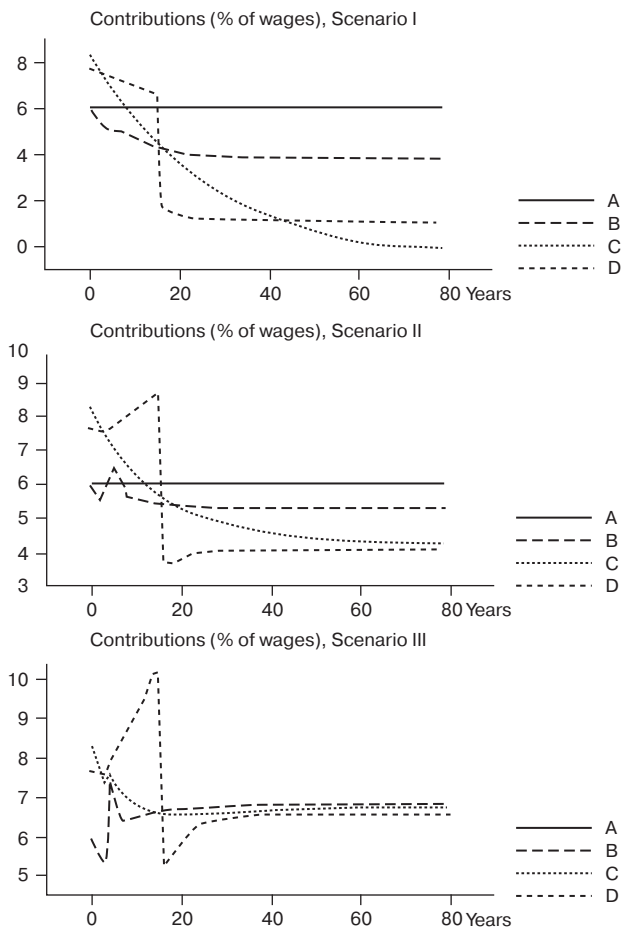 Contributions (% of wages), Scenario I
8
6
4
2
0
0 20 40 60 80 Years
A
B
C
D
Contributions (% of wages), Scenario II
10
9
8
7
6
5
4
3
0 20 40 60 80 Years
A
B
C
D
Contributions (% of wages), Scenario III
10
9
8
7
6
5
0 20 40 60 80 Years
A
B
C
D